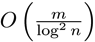 O(m / log² n)